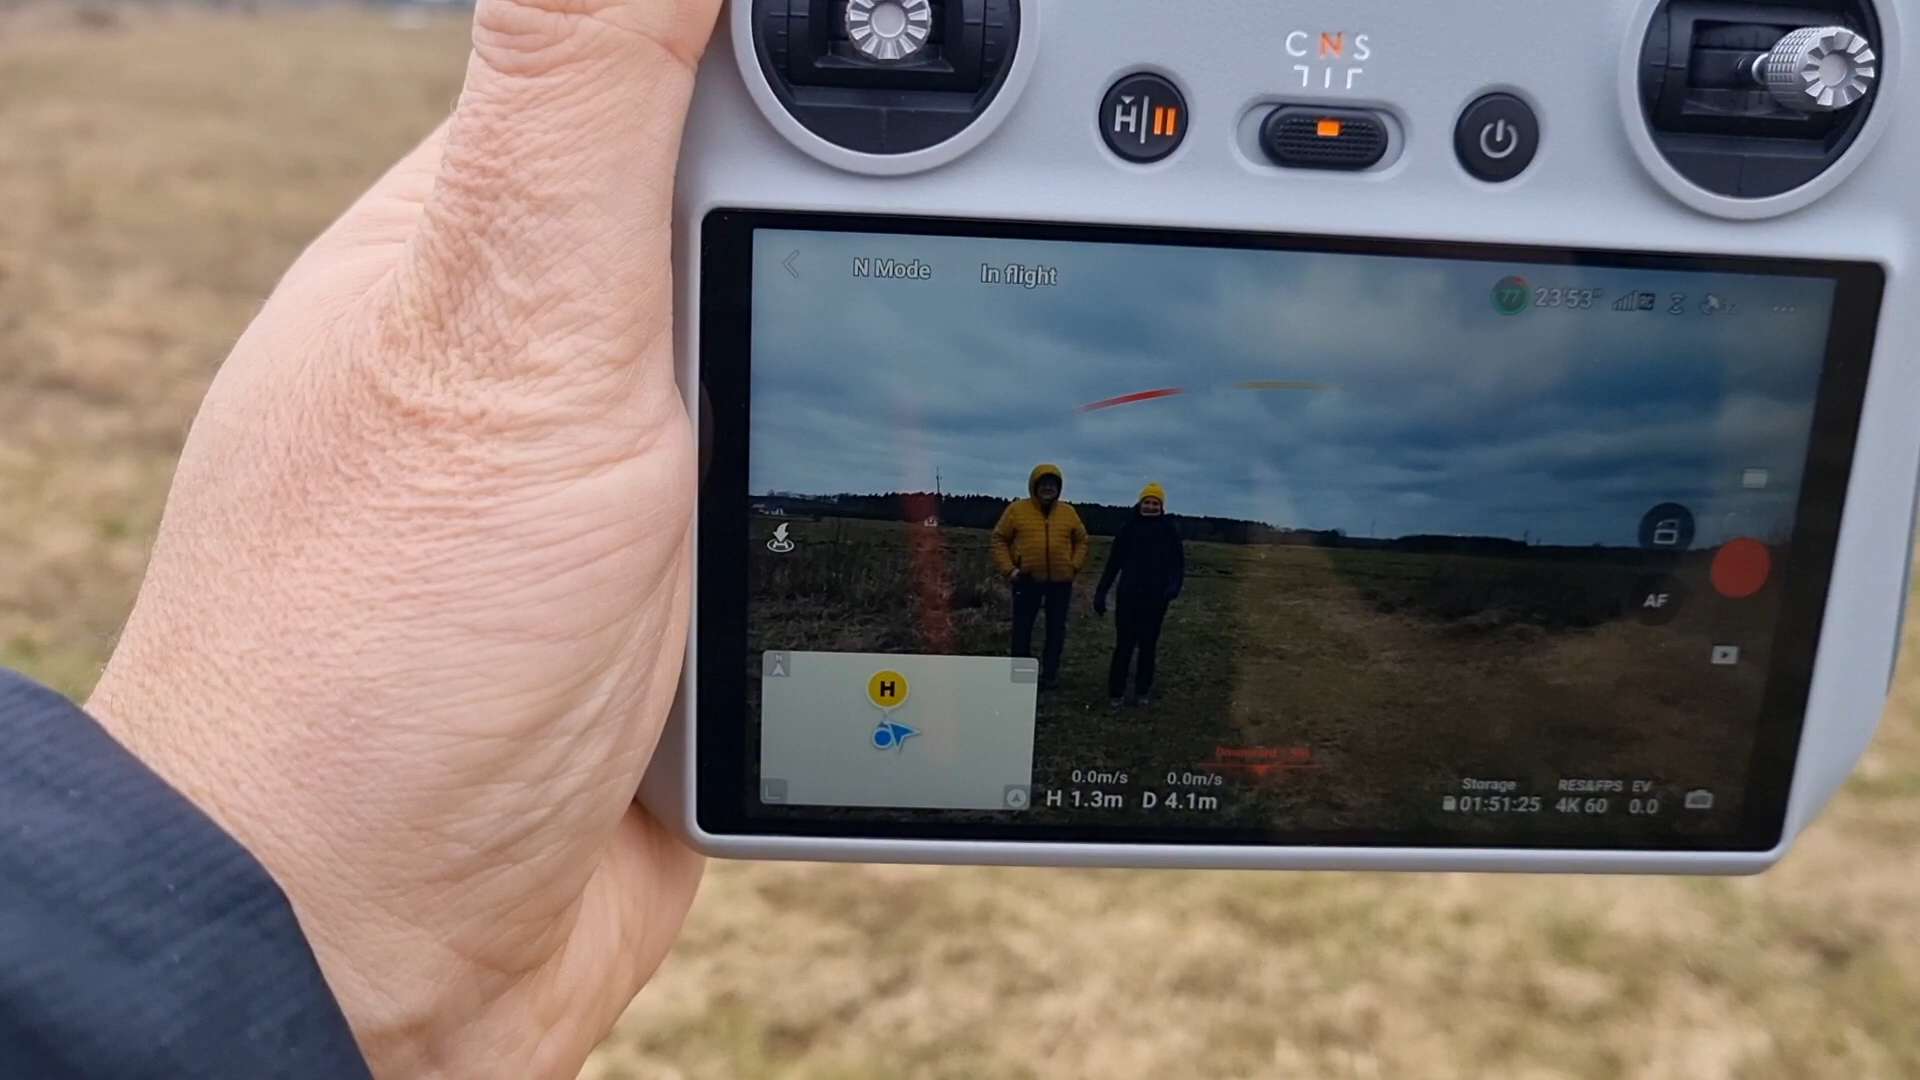 C N S
H
N Mode In flight
77 23'53"
AF
N
H
0.0m/s 0.0m/s
H 1.3m D 4.1m
Storage RES&FPS EV
01:51:25 4K 60 0.0